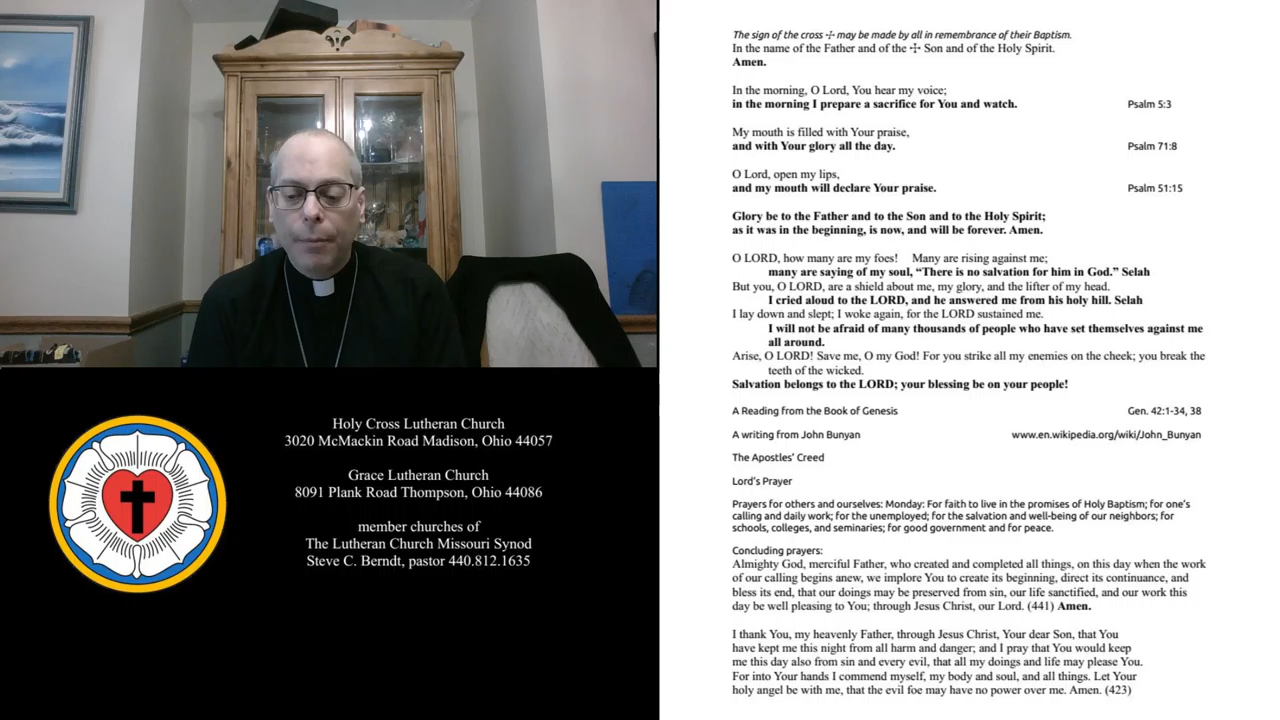 Holy Cross Lutheran Church
3020 McMackin Road Madison, Ohio 44057
Grace Lutheran Church
8091 Plank Road Thompson, Ohio 44086
member churches of
The Lutheran Church Missouri Synod
Steve C. Berndt, pastor 440.812.1635
The sign of the cross ☩ may be made by all in remembrance of their Baptism.
In the name of the Father and of the ☩ Son and of the Holy Spirit.
Amen.
In the morning, O Lord, You hear my voice;
in the morning I prepare a sacrifice for You and watch. Psalm 5:3
My mouth is filled with Your praise,
and with Your glory all the day. Psalm 71:8
O Lord, open my lips,
and my mouth will declare Your praise. Psalm 51:15
Glory be to the Father and to the Son and to the Holy Spirit;
as it was in the beginning, is now, and will be forever. Amen.
O LORD, how many are my foes! Many are rising against me;
many are saying of my soul, “There is no salvation for him in God.” Selah
But you, O LORD, are a shield about me, my glory, and the lifter of my head.
I cried aloud to the LORD, and he answered me from his holy hill. Selah
I lay down and slept; I woke again, for the LORD sustained me.
I will not be afraid of many thousands of people who have set themselves against me
all around.
Arise, O LORD! Save me, O my God! For you strike all my enemies on the cheek; you break the
teeth of the wicked.
Salvation belongs to the LORD; your blessing be on your people!
A Reading from the Book of Genesis Gen. 42:1-34, 38
A writing from John Bunyan www.en.wikipedia.org/wiki/John_Bunyan
The Apostles’ Creed
Lord’s Prayer
Prayers for others and ourselves: Monday: For faith to live in the promises of Holy Baptism; for one’s
calling and daily work; for the unemployed; for the salvation and well-being of our neighbors; for
schools, colleges, and seminaries; for good government and for peace.
Concluding prayers:
Almighty God, merciful Father, who created and completed all things, on this day when the work
of our calling begins anew, we implore You to create its beginning, direct its continuance, and
bless its end, that our doings may be preserved from sin, our life sanctified, and our work this
day be well pleasing to You; through Jesus Christ, our Lord. (441) Amen.
I thank You, my heavenly Father, through Jesus Christ, Your dear Son, that You
have kept me this night from all harm and danger; and I pray that You would keep
me this day also from sin and every evil, that all my doings and life may please You.
For into Your hands I commend myself, my body and soul, and all things. Let Your
holy angel be with me, that the evil foe may have no power over me. Amen. (423)